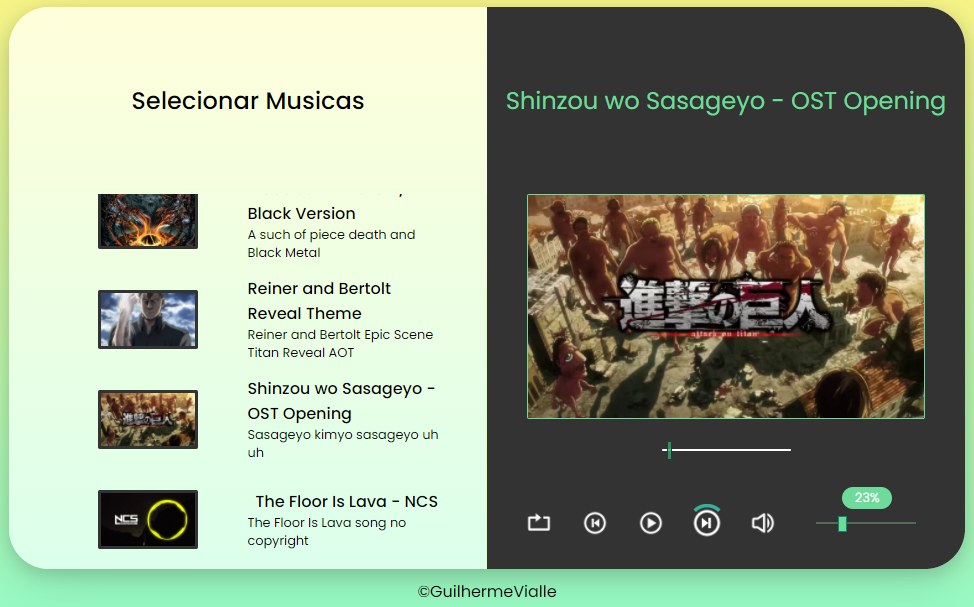 Selecionar Musicas
Black Version
A such of piece death and
Black Metal
Reiner and Bertolt
Reveal Theme
Reiner and Bertolt Epic Scene
Titan Reveal AOT
Shinzou wo Sasageyo -
OST Opening
Sasageyo kimyo sasageyo uh
uh
NCS
The Floor Is Lava - NCS
The Floor Is Lava song no
copyright
Shinzou wo Sasageyo - OST Opening
進撃の巨人
attack on titan
23%
©GuilhermeVialle